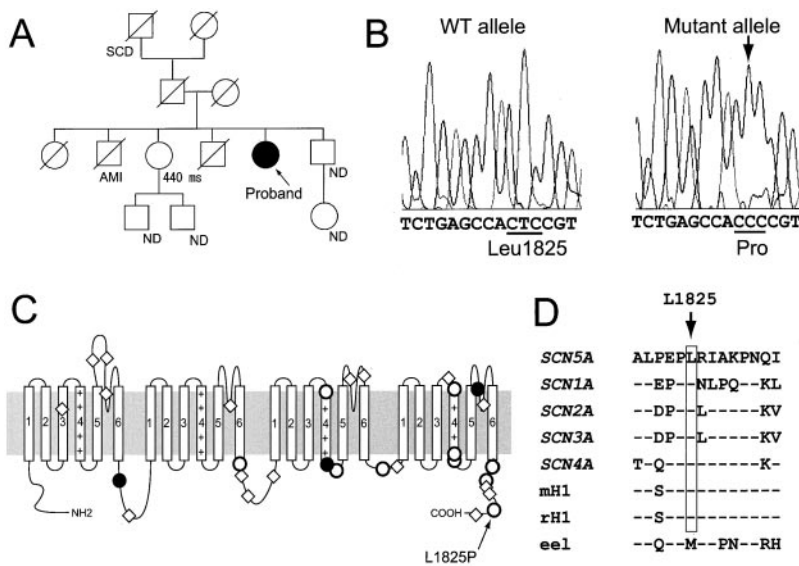 A
SCD
AMI
440 ms
Proband
ND
ND
ND
ND
B
WT allele
Mutant allele
TCTGAGCCACTCCGT
TCTGAGCCACCCCGT
Leu1825
Pro
C
1 2 3 +++4++ 5 6 1 2 3 +++4++ 5 6 1 2 3 +++4++ 5 6 1 2 3 +++4++ 5 6
NH2
COOH
L1825P
D
L1825
SCN5A ALPEPLRIAKPNQI
SCN1A --EP--NLPQ--KL
SCN2A --DP--L-----KV
SCN3A --DP--L-----KV
SCN4A T-Q---------K-
mH1 --S-----------
rH1 --S-----------
eel --Q--M--PN--RH